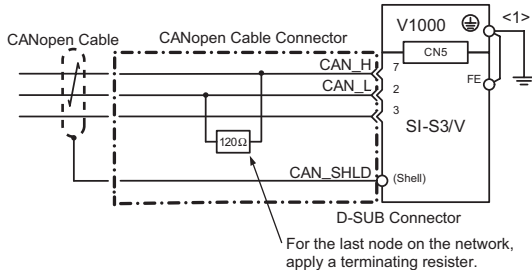 V1000
<1>
CANopen Cable
CANopen Cable Connector
CN5
CAN_H
7
FE
CAN_L
2
3
SI-S3/V
120Ω
CAN_SHLD
(Shell)
D-SUB Connector
For the last node on the network,
apply a terminating resister.